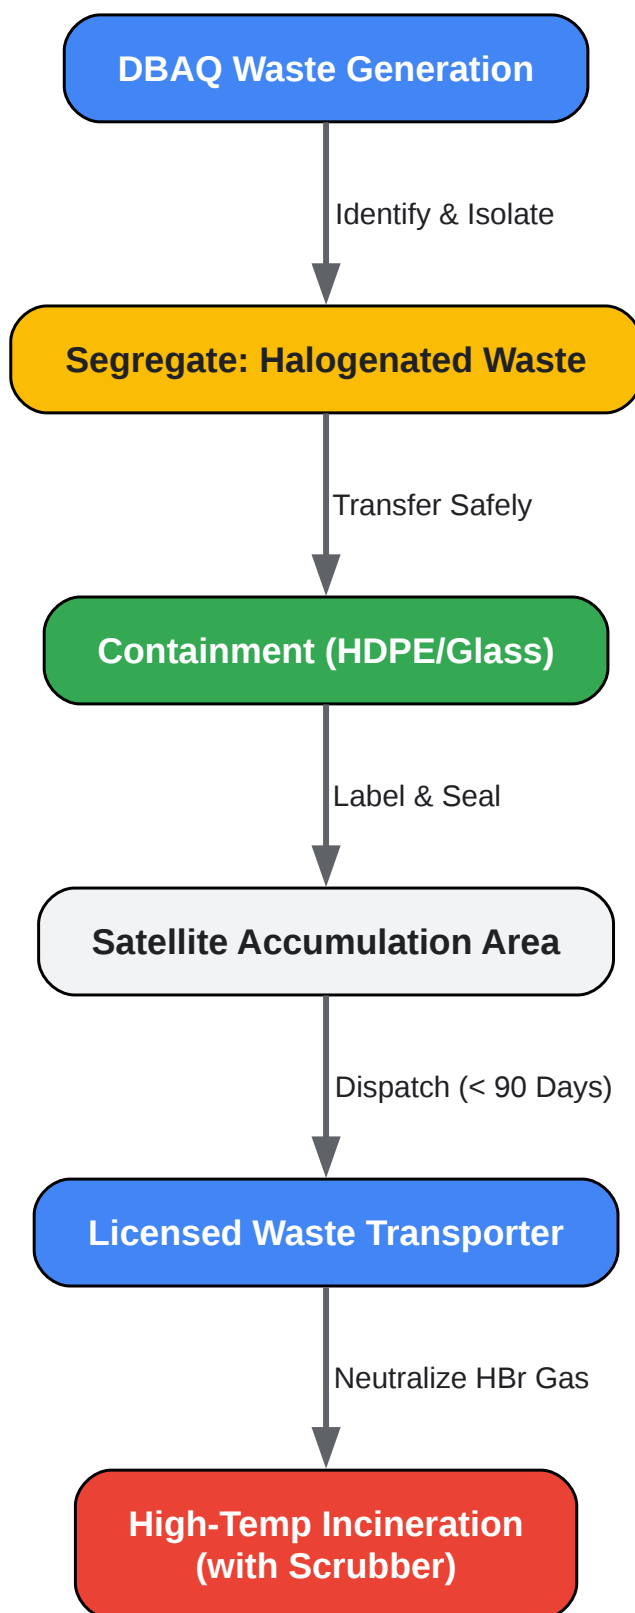 DBAQ Waste Generation
Identify & Isolate
Segregate: Halogenated Waste
Transfer Safely
Containment (HDPE/Glass)
Label & Seal
Satellite Accumulation Area
Dispatch (< 90 Days)
Licensed Waste Transporter
Neutralize HBr Gas
High-Temp Incineration
(with Scrubber)